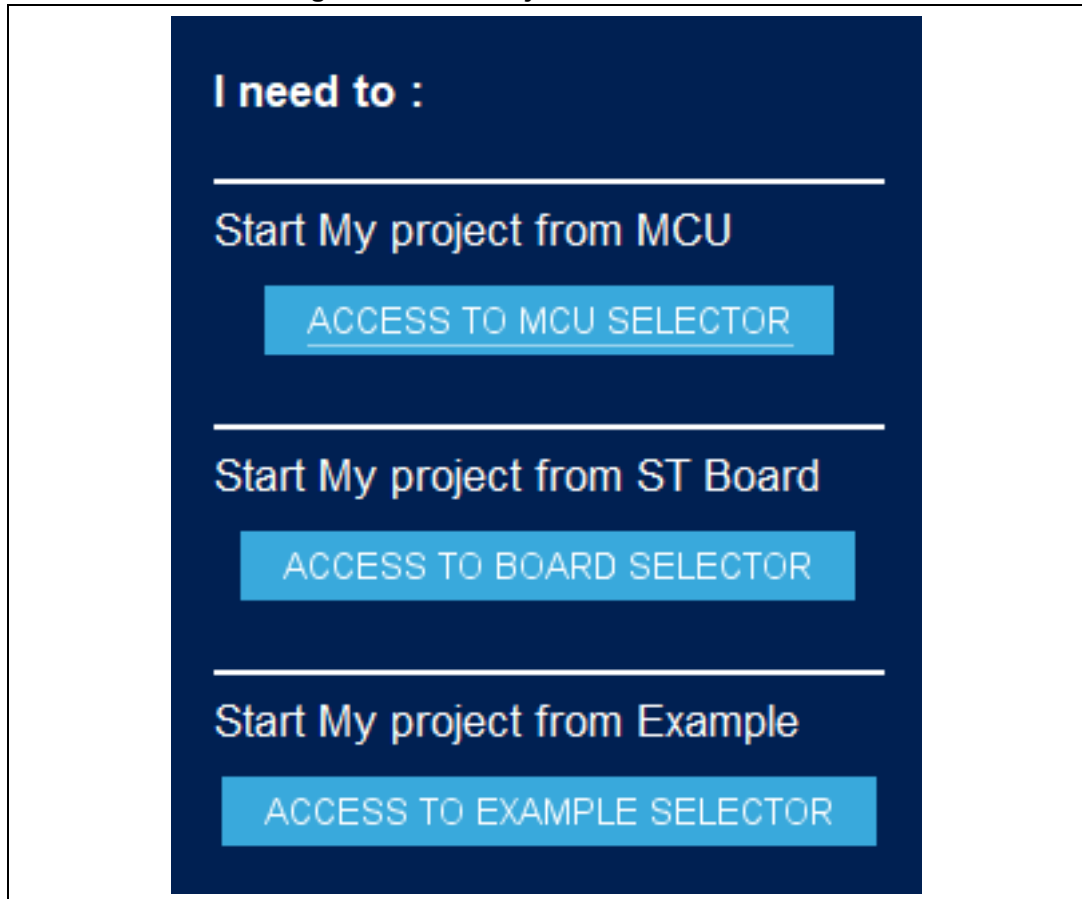 I need to :
Start My project from MCU
ACCESS TO MCU SELECTOR
Start My project from ST Board
ACCESS TO BOARD SELECTOR
Start My project from Example
ACCESS TO EXAMPLE SELECTOR